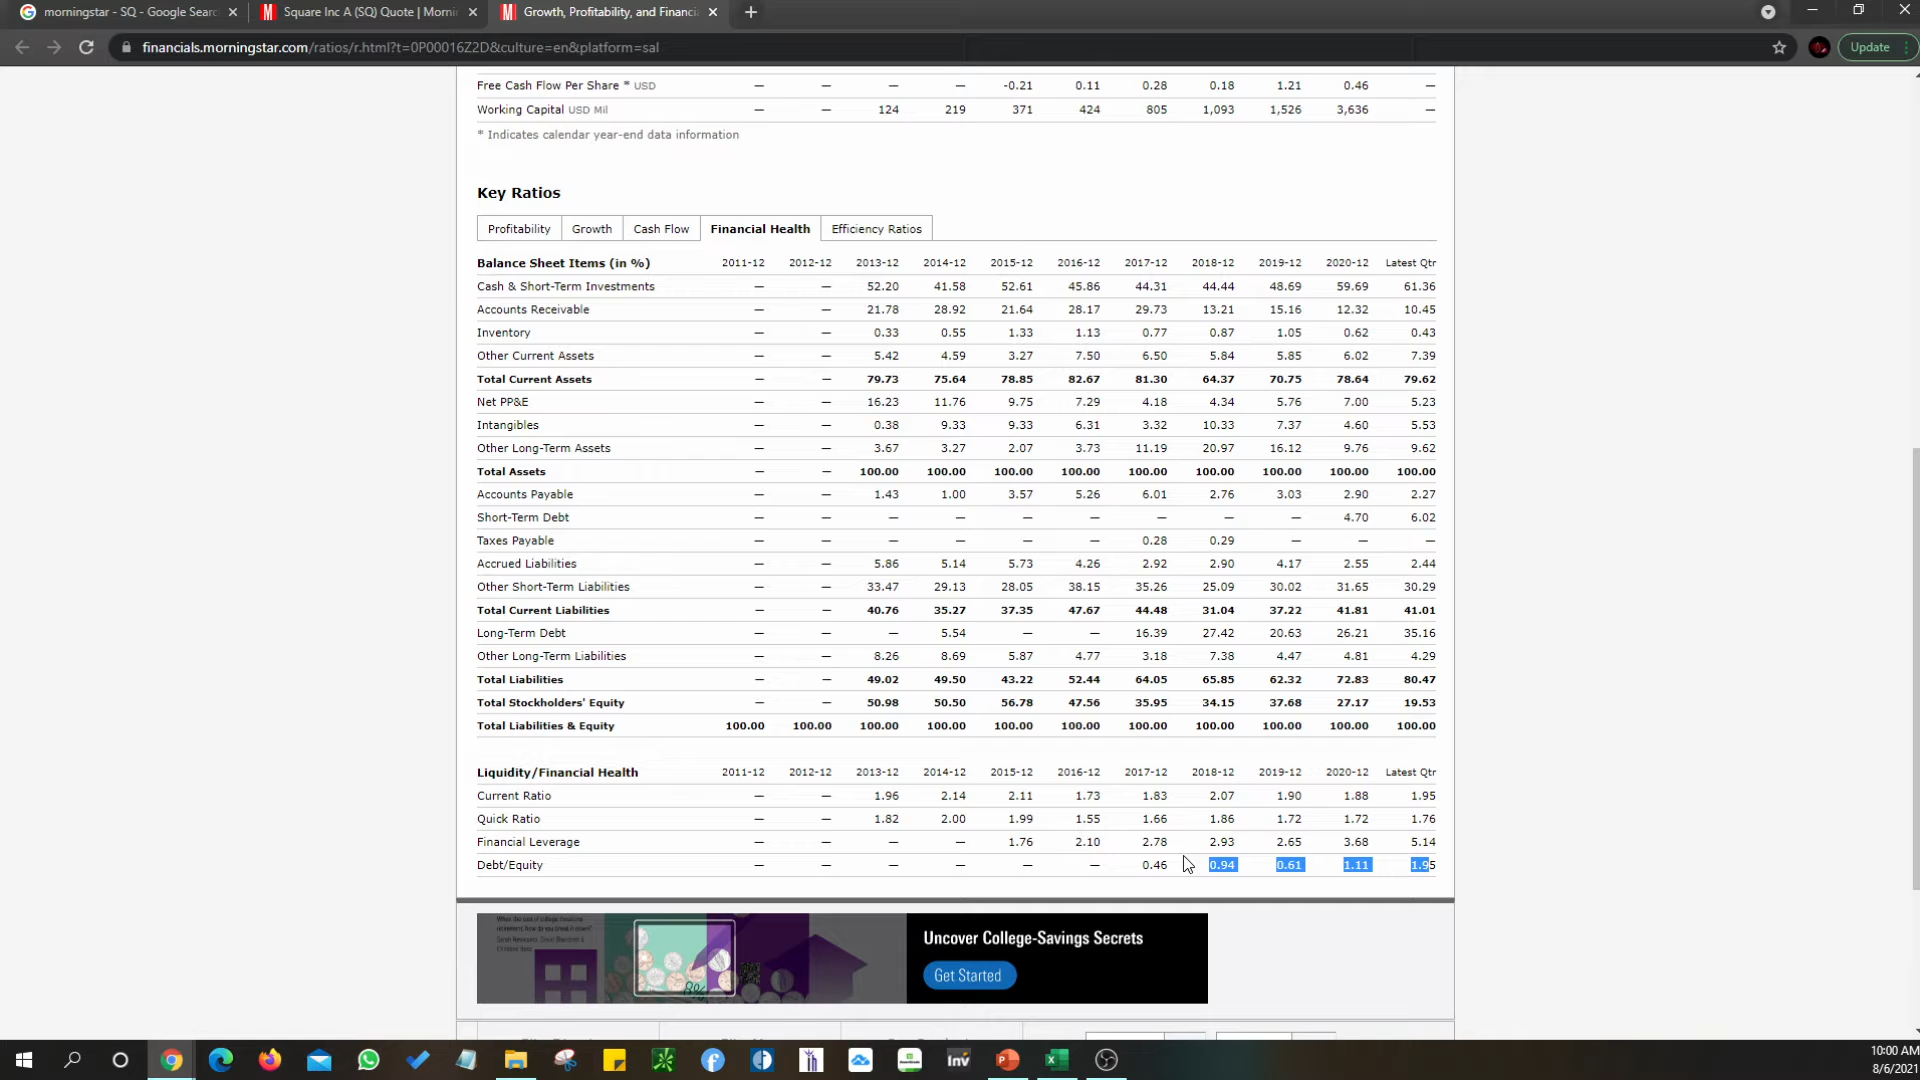 morningstar - SQ - Google Searc
Square Inc A (SQ) Quote | Mornin
Growth, Profitability, and Financi
financials.morningstar.com/ratios/r.html?t=0P00016Z2D&culture=en&platform=sal
Update
Free Cash Flow Per Share * USD — — — — -0.21 0.11 0.28 0.18 1.21 0.46 —
Working Capital USD Mil — — 124 219 371 424 805 1,093 1,526 3,636 —
* Indicates calendar year-end data information
Key Ratios
Profitability Growth Cash Flow Financial Health Efficiency Ratios
Balance Sheet Items (in %) 2011-12 2012-12 2013-12 2014-12 2015-12 2016-12 2017-12 2018-12 2019-12 2020-12 Latest Qtr
Cash & Short-Term Investments — — 52.20 41.58 52.61 45.86 44.31 44.44 48.69 59.69 61.36
Accounts Receivable — — 21.78 28.92 21.64 28.17 29.73 13.21 15.16 12.32 10.45
Inventory — — 0.33 0.55 1.33 1.13 0.77 0.87 1.05 0.62 0.43
Other Current Assets — — 5.42 4.59 3.27 7.50 6.50 5.84 5.85 6.02 7.39
Total Current Assets — — 79.73 75.64 78.85 82.67 81.30 64.37 70.75 78.64 79.62
Net PP&E — — 16.23 11.76 9.75 7.29 4.18 4.34 5.76 7.00 5.23
Intangibles — — 0.38 9.33 9.33 6.31 3.32 10.33 7.37 4.60 5.53
Other Long-Term Assets — — 3.67 3.27 2.07 3.73 11.19 20.97 16.12 9.76 9.62
Total Assets — — 100.00 100.00 100.00 100.00 100.00 100.00 100.00 100.00 100.00
Accounts Payable — — 1.43 1.00 3.57 5.26 6.01 2.76 3.03 2.90 2.27
Short-Term Debt — — — — — — — — — 4.70 6.02
Taxes Payable — — — — — — 0.28 0.29 — — —
Accrued Liabilities — — 5.86 5.14 5.73 4.26 2.92 2.90 4.17 2.55 2.44
Other Short-Term Liabilities — — 33.47 29.13 28.05 38.15 35.26 25.09 30.02 31.65 30.29
Total Current Liabilities — — 40.76 35.27 37.35 47.67 44.48 31.04 37.22 41.81 41.01
Long-Term Debt — — — 5.54 — — 16.39 27.42 20.63 26.21 35.16
Other Long-Term Liabilities — — 8.26 8.69 5.87 4.77 3.18 7.38 4.47 4.81 4.29
Total Liabilities — — 49.02 49.50 43.22 52.44 64.05 65.85 62.32 72.83 80.47
Total Stockholders' Equity — — 50.98 50.50 56.78 47.56 35.95 34.15 37.68 27.17 19.53
Total Liabilities & Equity 100.00 100.00 100.00 100.00 100.00 100.00 100.00 100.00 100.00 100.00 100.00
Liquidity/Financial Health 2011-12 2012-12 2013-12 2014-12 2015-12 2016-12 2017-12 2018-12 2019-12 2020-12 Latest Qtr
Current Ratio — — 1.96 2.14 2.11 1.73 1.83 2.07 1.90 1.88 1.95
Quick Ratio — — 1.82 2.00 1.99 1.55 1.66 1.86 1.72 1.72 1.76
Financial Leverage — — — — 1.76 2.10 2.78 2.93 2.65 3.68 5.14
Debt/Equity — — — — — — 0.46 0.94 0.61 1.11 1.95
Uncover College-Savings Secrets
Get Started
Inv
10:00 AM
8/6/2021